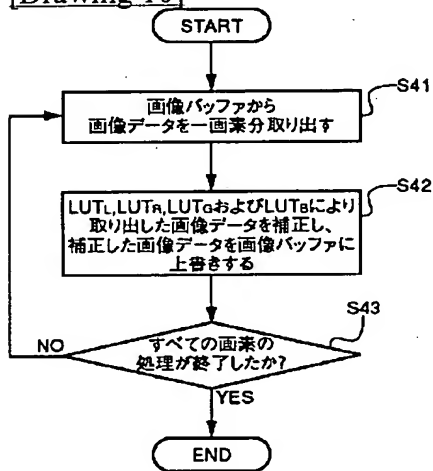 START
S41
画像バッファから
画像データを一画素分取り出す
S42
LUTL,LUTR,LUTGおよびLUTBにより
取り出した画像データを補正し、
補正した画像データを画像バッファに
上書きする
S43
すべての画素の
処理が終了したか?
NO
YES
END